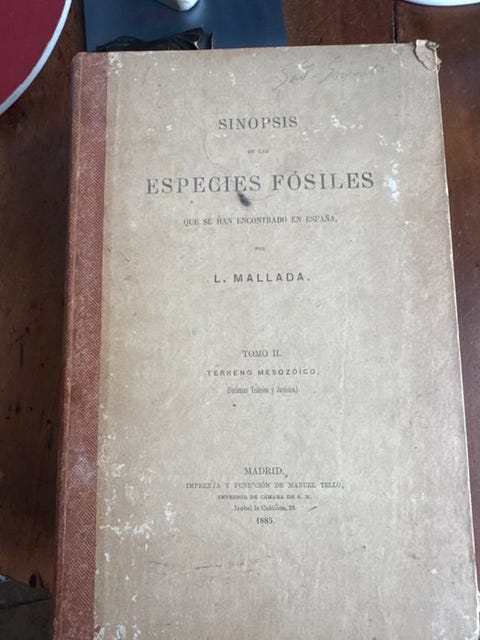 SINOPSIS
DE LAS
ESPECIES FÓSILES
QUE SE HAN ENCONTRADO EN ESPAÑA,
POR
L. MALLADA.
TOMO II.
TERRENO MESOZÓICO.
(Sistemas Triásico y Jurásico)
MADRID.
IMPRENTA Y FUNDICIÓN DE MANUEL TELLO,
IMPRESOR DE CÁMARA DE S. M.
Isabel la Católica, 23
1885.